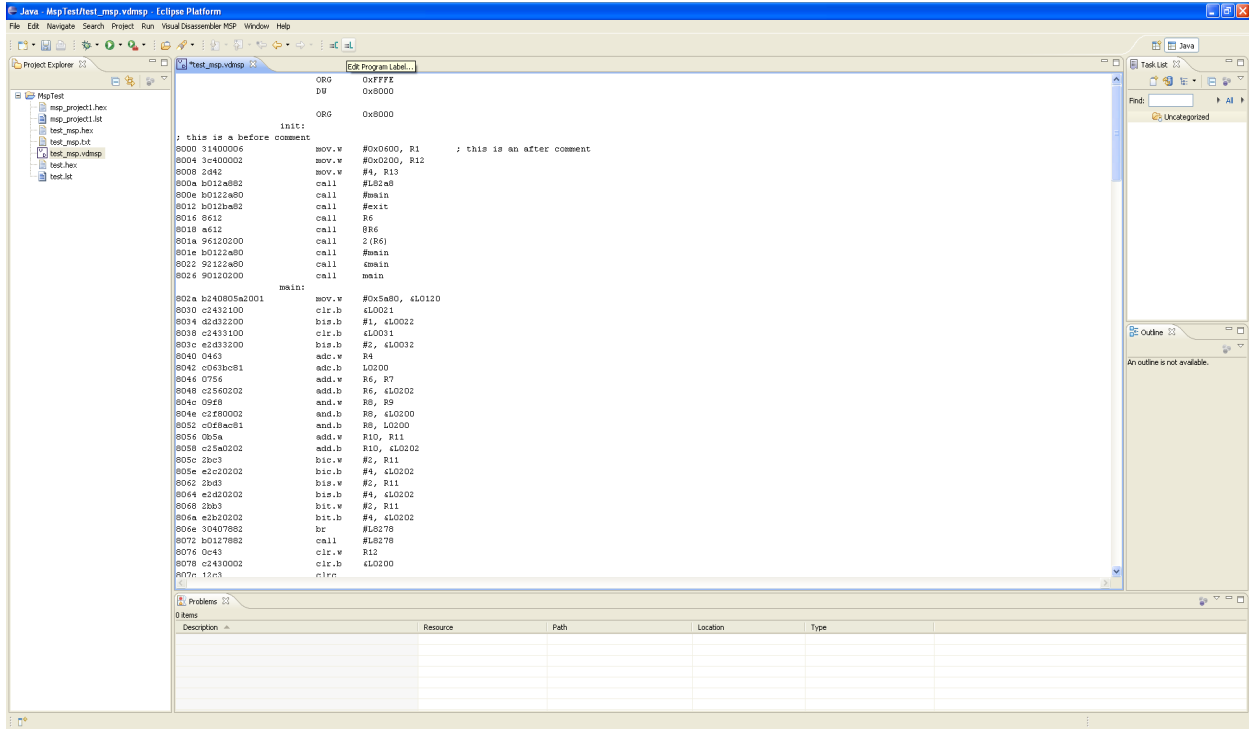 Java - MspTest/test_msp.vdmsp - Eclipse Platform
File Edit Navigate Search Project Run Visual Disassembler MSP Window Help
Java
Project Explorer
*test_msp.vdmsp
Edit Program Label...
Task List
MspTest
msp_project1.hex
msp_project1.lst
test_msp.hex
test_msp.txt
test_msp.vdmsp
test.hex
test.lst
ORG 0xFFFE
DW 0x8000
ORG 0x8000
init:
; this is a before comment
8000 31400006 mov.w #0x0600, R1 ; this is an after comment
8004 3c400002 mov.w #0x0200, R12
8008 2d42 mov.w #4, R13
800a b012a882 call #L82a8
800e b0122a80 call #main
8012 b012ba82 call #exit
8016 8612 call R6
8018 a612 call @R6
801a 96120200 call 2(R6)
801e b0122a80 call #main
8022 92122a80 call &main
8026 90120200 call main
main:
802a b240805a2001 mov.w #0x5a80, &L0120
8030 c2432100 clr.b &L0021
8034 d2d32200 bis.b #1, &L0022
8038 c2433100 clr.b &L0031
803c e2d33200 bis.b #2, &L0032
8040 0463 adc.w R4
8042 c063bc81 adc.b L0200
8046 0756 add.w R6, R7
8048 c2560202 add.b R6, &L0202
804c 09f8 and.w R8, R9
804e c2f80002 and.b R8, &L0200
8052 c0f8ac81 and.b R8, L0200
8056 0b5a add.w R10, R11
8058 c25a0202 add.b R10, &L0202
805c 2bc3 bic.w #2, R11
805e e2c20202 bic.b #4, &L0202
8062 2bd3 bis.w #2, R11
8064 e2d20202 bis.b #4, &L0202
8068 2bb3 bit.w #2, R11
806a e2b20202 bit.b #4, &L0202
806e 30407882 br #L8278
8072 b0127882 call #L8278
8076 0c43 clr.w R12
8078 c2430002 clr.b &L0200
807c 12c3 clrc
Find: All
Uncategorized
Outline
An outline is not available.
Problems
0 items
Description Resource Path Location Type